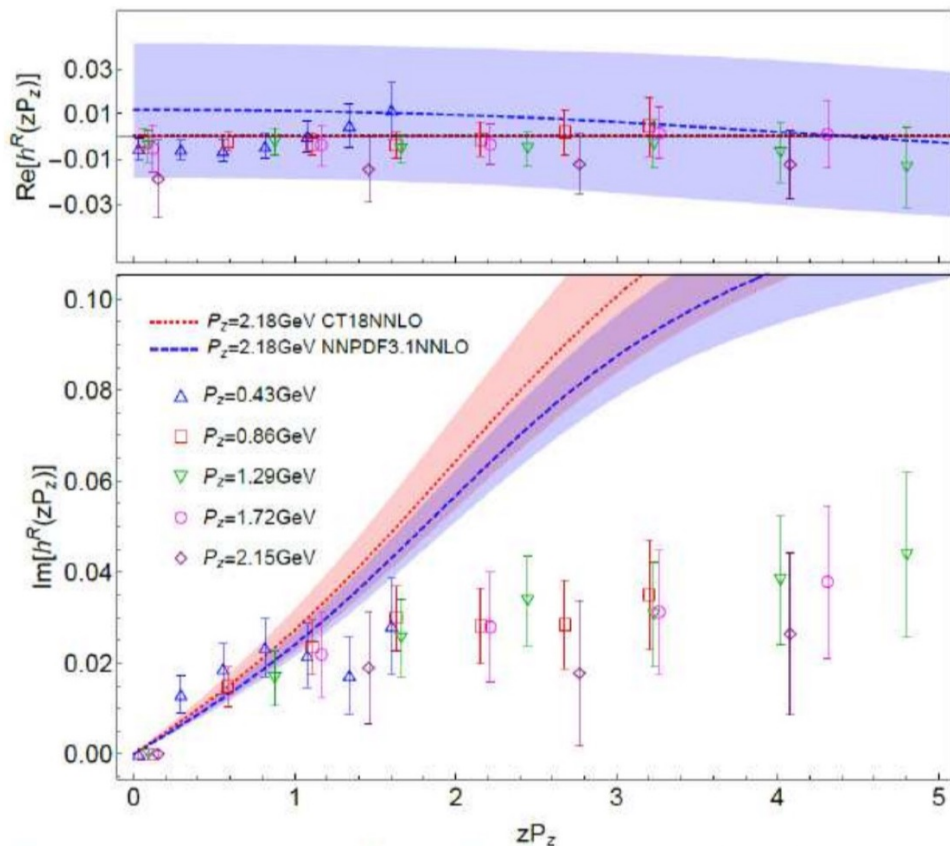 Re[h^R(zP_z)]
0.03
0.01
−0.01
−0.03
Im[h^R(zP_z)]
0.10
0.08
0.06
0.04
0.02
0.00
P_z=2.18GeV CT18NNLO
P_z=2.18GeV NNPDF3.1NNLO
P_z=0.43GeV
P_z=0.86GeV
P_z=1.29GeV
P_z=1.72GeV
P_z=2.15GeV
0 1 2 3 4 5
zP_z